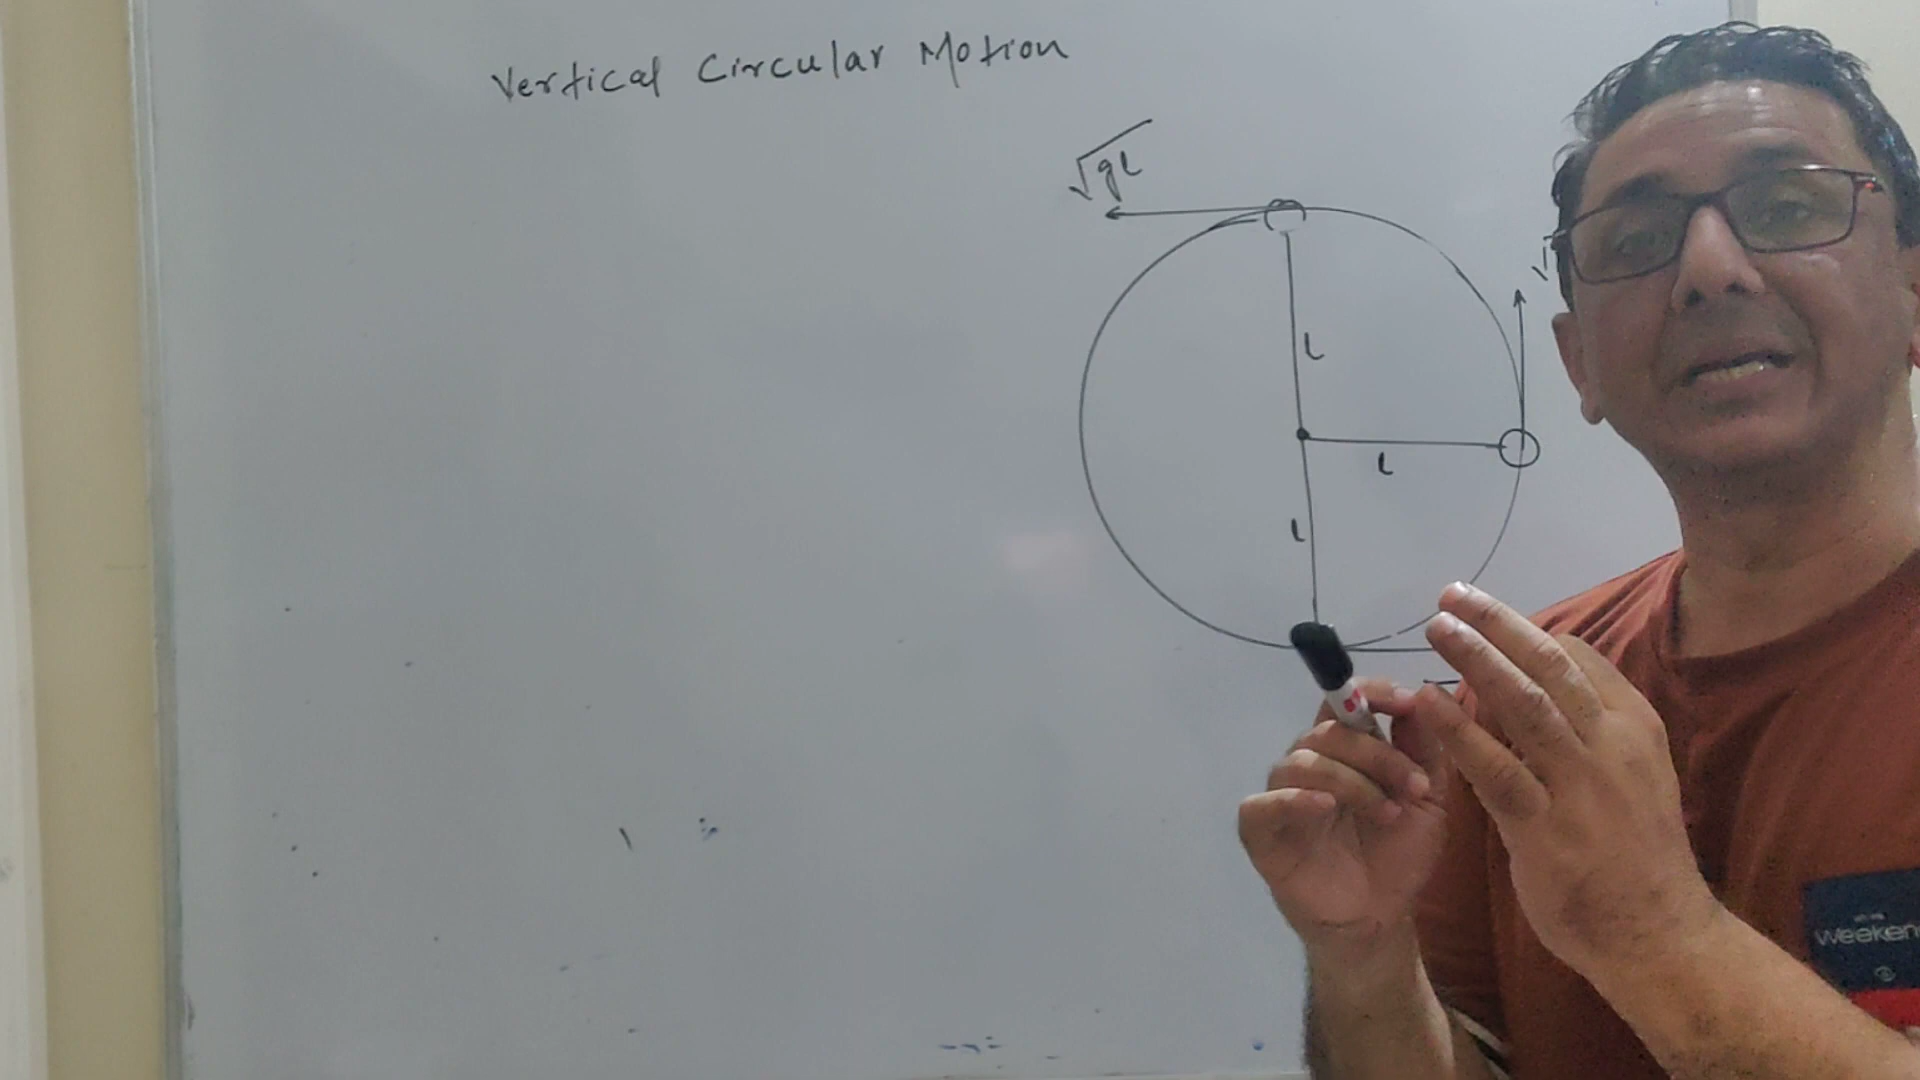 Vertical Circular Motion
√gL
L
L
L
weeken